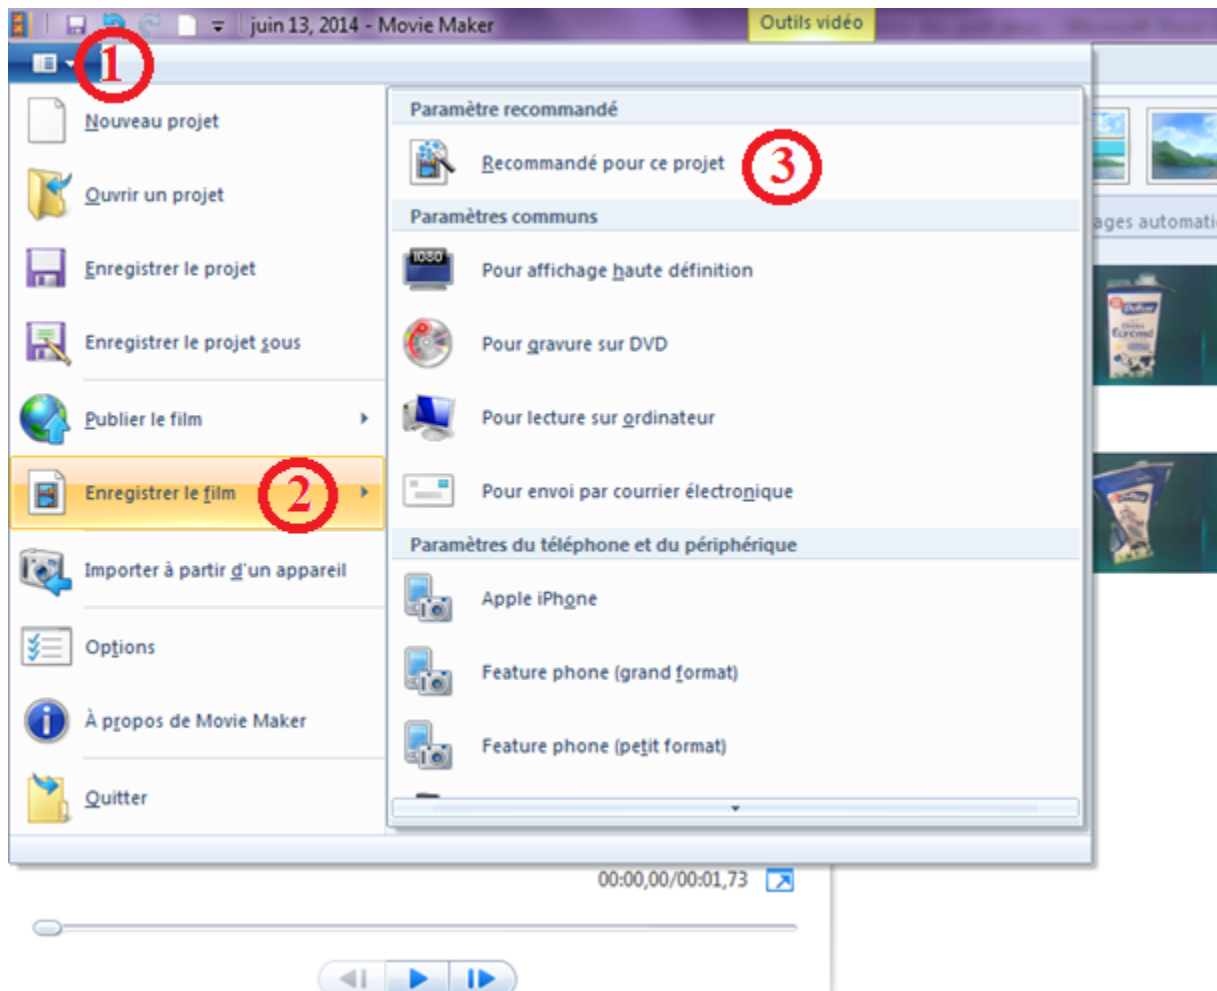 juin 13, 2014 - Movie Maker
Outils vidéo
1
Nouveau projet
Ouvrir un projet
Enregistrer le projet
Enregistrer le projet sous
Publier le film
Enregistrer le film
2
Importer à partir d'un appareil
Options
À propos de Movie Maker
Quitter
Paramètre recommandé
Recommandé pour ce projet
3
Paramètres communs
1080
Pour affichage haute définition
Pour gravure sur DVD
Pour lecture sur ordinateur
Pour envoi par courrier électronique
Paramètres du téléphone et du périphérique
Apple iPhone
Feature phone (grand format)
Feature phone (petit format)
ages automati
Écrémé
00:00,00/00:01,73